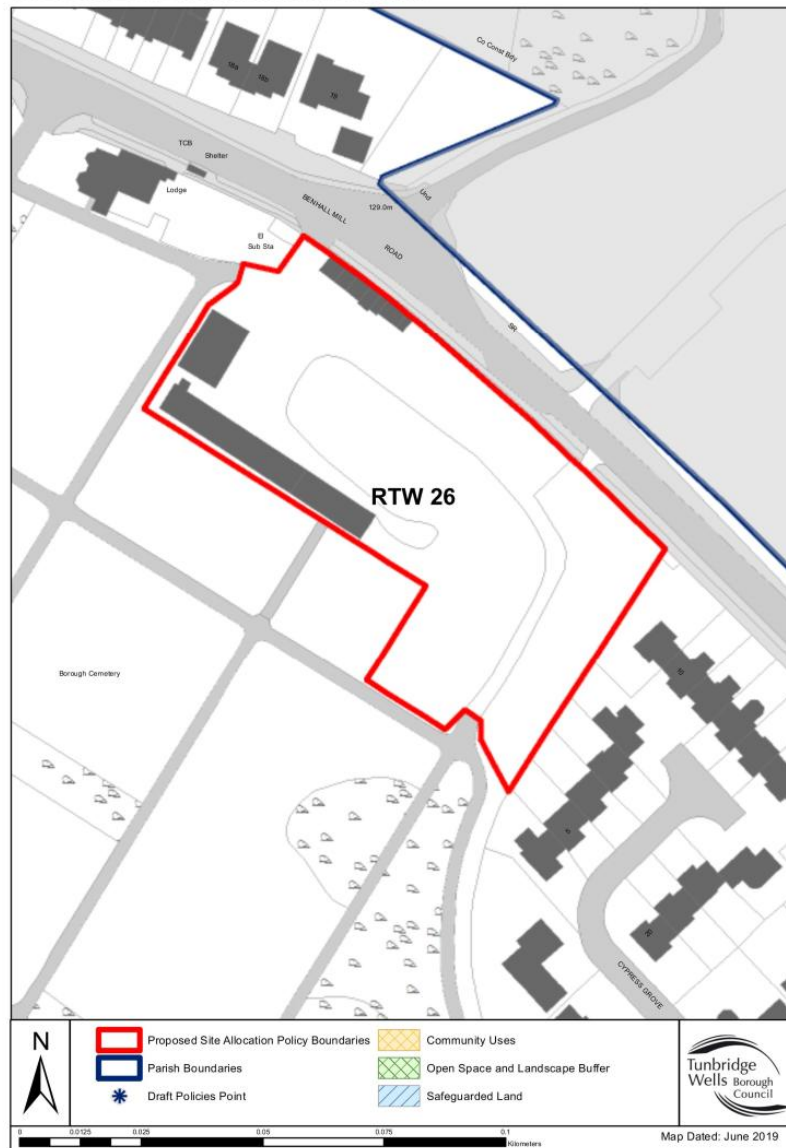 Co Const Bdy
18a
18b
19
TCB
Shelter
Lodge
Und
BENHALL MILL
129.0m
El
Sub Sta
ROAD
SR
RTW 26
Borough Cemetery
CYPRESS GROVE
N
Proposed Site Allocation Policy Boundaries
Parish Boundaries
Draft Policies Point
Community Uses
Open Space and Landscape Buffer
Safeguarded Land
Tunbridge
Wells Borough
Council
0 0.0125 0.025 0.05 0.075 0.1
Kilometers
Map Dated: June 2019